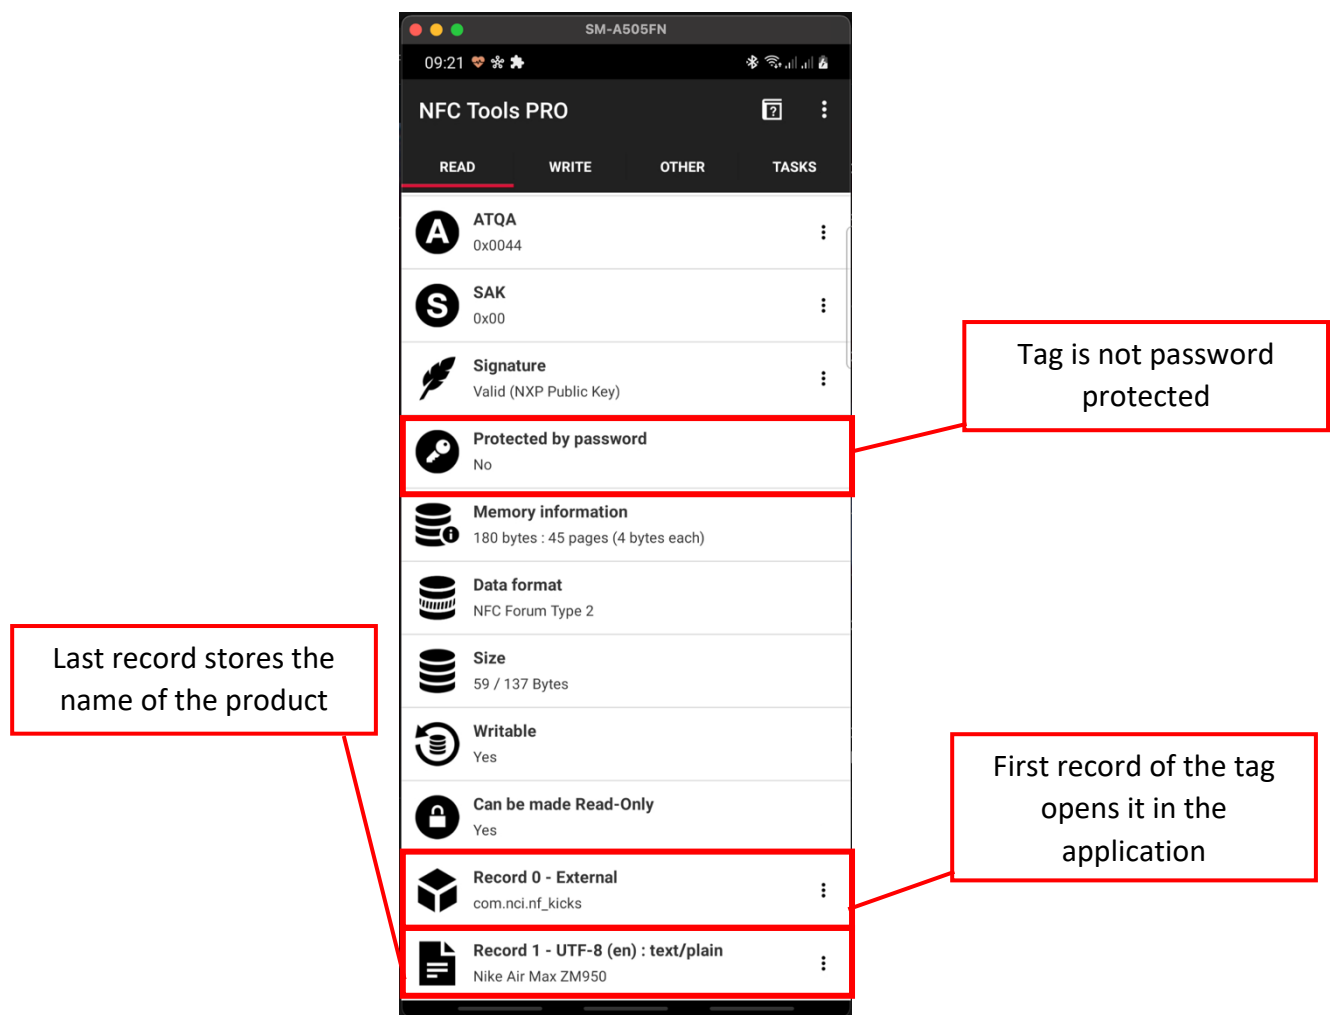 SM-A505FN
09:21
NFC Tools PRO
READ WRITE OTHER TASKS
ATQA
0x0044
SAK
0x00
Signature
Valid (NXP Public Key)
Protected by password
No
Memory information
180 bytes : 45 pages (4 bytes each)
Data format
NFC Forum Type 2
Size
59 / 137 Bytes
Writable
Yes
Can be made Read-Only
Yes
Record 0 - External
com.nci.nf_kicks
Record 1 - UTF-8 (en) : text/plain
Nike Air Max ZM950
Tag is not password
protected
Last record stores the
name of the product
First record of the tag
opens it in the
application